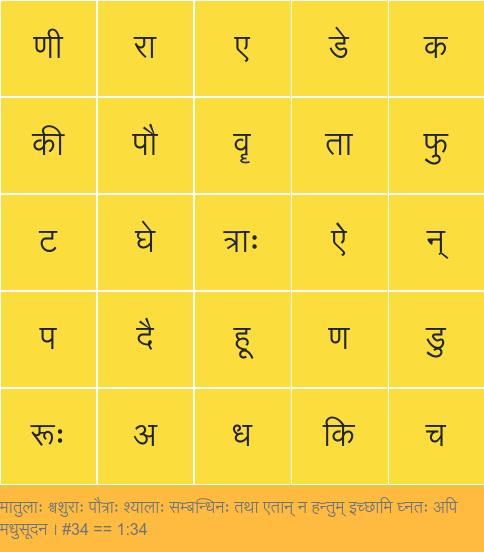 णी रा ए डे क
की पौ वॄ ता फु
ट घे त्राः ऐ न्
प दै हू ण डु
रूः अ ध कि च
मातुलाः श्वशुराः पौत्राः श्यालाः सम्बन्धिनः तथा एतान् न हन्तुम् इच्छामि घ्नतः अपि
मधुसूदन । #34 == 1:34